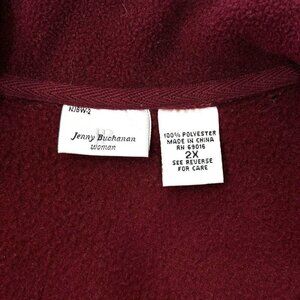 Jenny Buchanan
woman
100% POLYESTER
MADE IN CHINA
RN 69016
2X
SEE REVERSE
FOR CARE